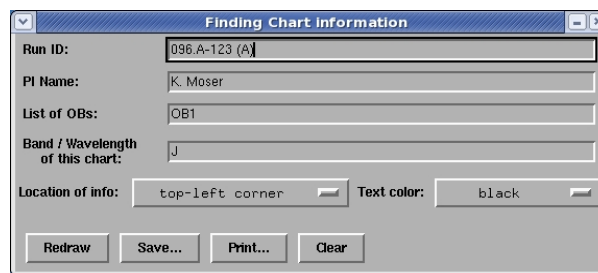 Finding Chart information
Run ID: 096.A-123 (A)
PI Name: K. Moser
List of OBs: OB1
Band / Wavelength
of this chart: J
Location of info: top-left corner Text color: black
Redraw Save... Print... Clear